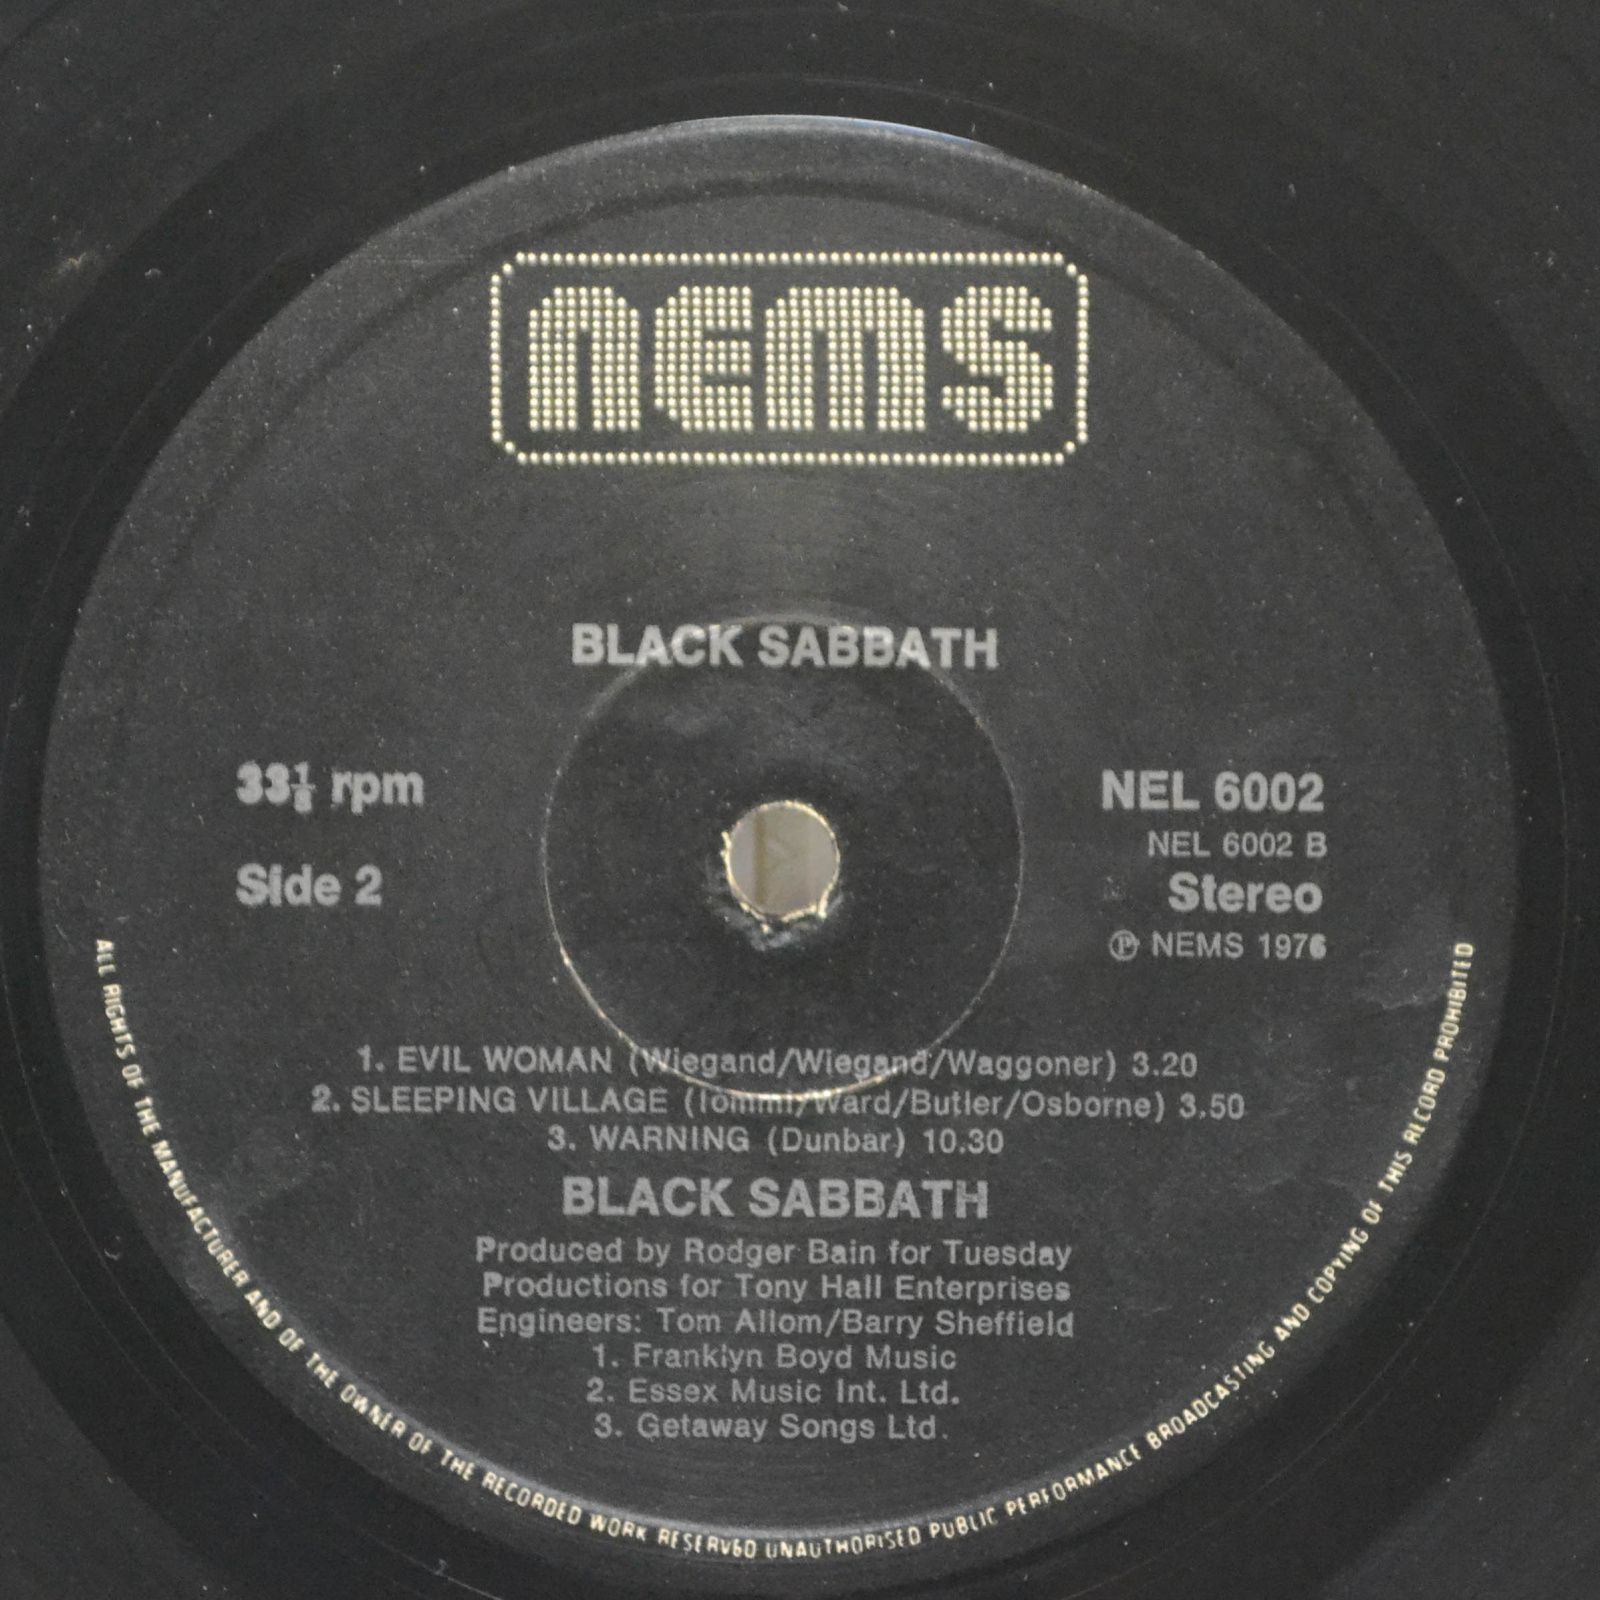 nems
BLACK SABBATH
33⅓ rpm
Side 2
NEL 6002
NEL 6002 B
Stereo
Ⓟ NEMS 1976
1. EVIL WOMAN (Wiegand/Wiegand/Waggoner) 3.20
2. SLEEPING VILLAGE (Iommi/Ward/Butler/Osborne) 3.50
3. WARNING (Dunbar) 10.30
BLACK SABBATH
Produced by Rodger Bain for Tuesday
Productions for Tony Hall Enterprises
Engineers: Tom Allom/Barry Sheffield
1. Franklyn Boyd Music
2. Essex Music Int. Ltd.
3. Getaway Songs Ltd.
ALL RIGHTS OF THE MANUFACTURER AND OF THE OWNER OF THE RECORDED WORK RESERVED UNAUTHORISED PUBLIC PERFORMANCE BROADCASTING AND COPYING OF THIS RECORD PROHIBITED